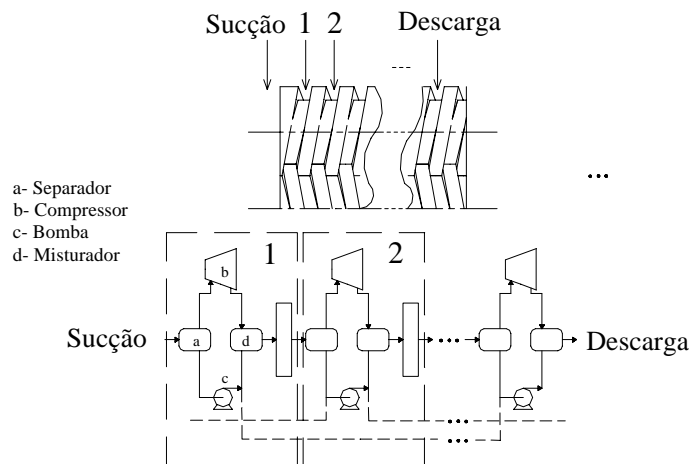 Sucção 1 2 Descarga
a- Separador
b- Compressor
c- Bomba
d- Misturador
1 2
b
Sucção a d Descarga
c